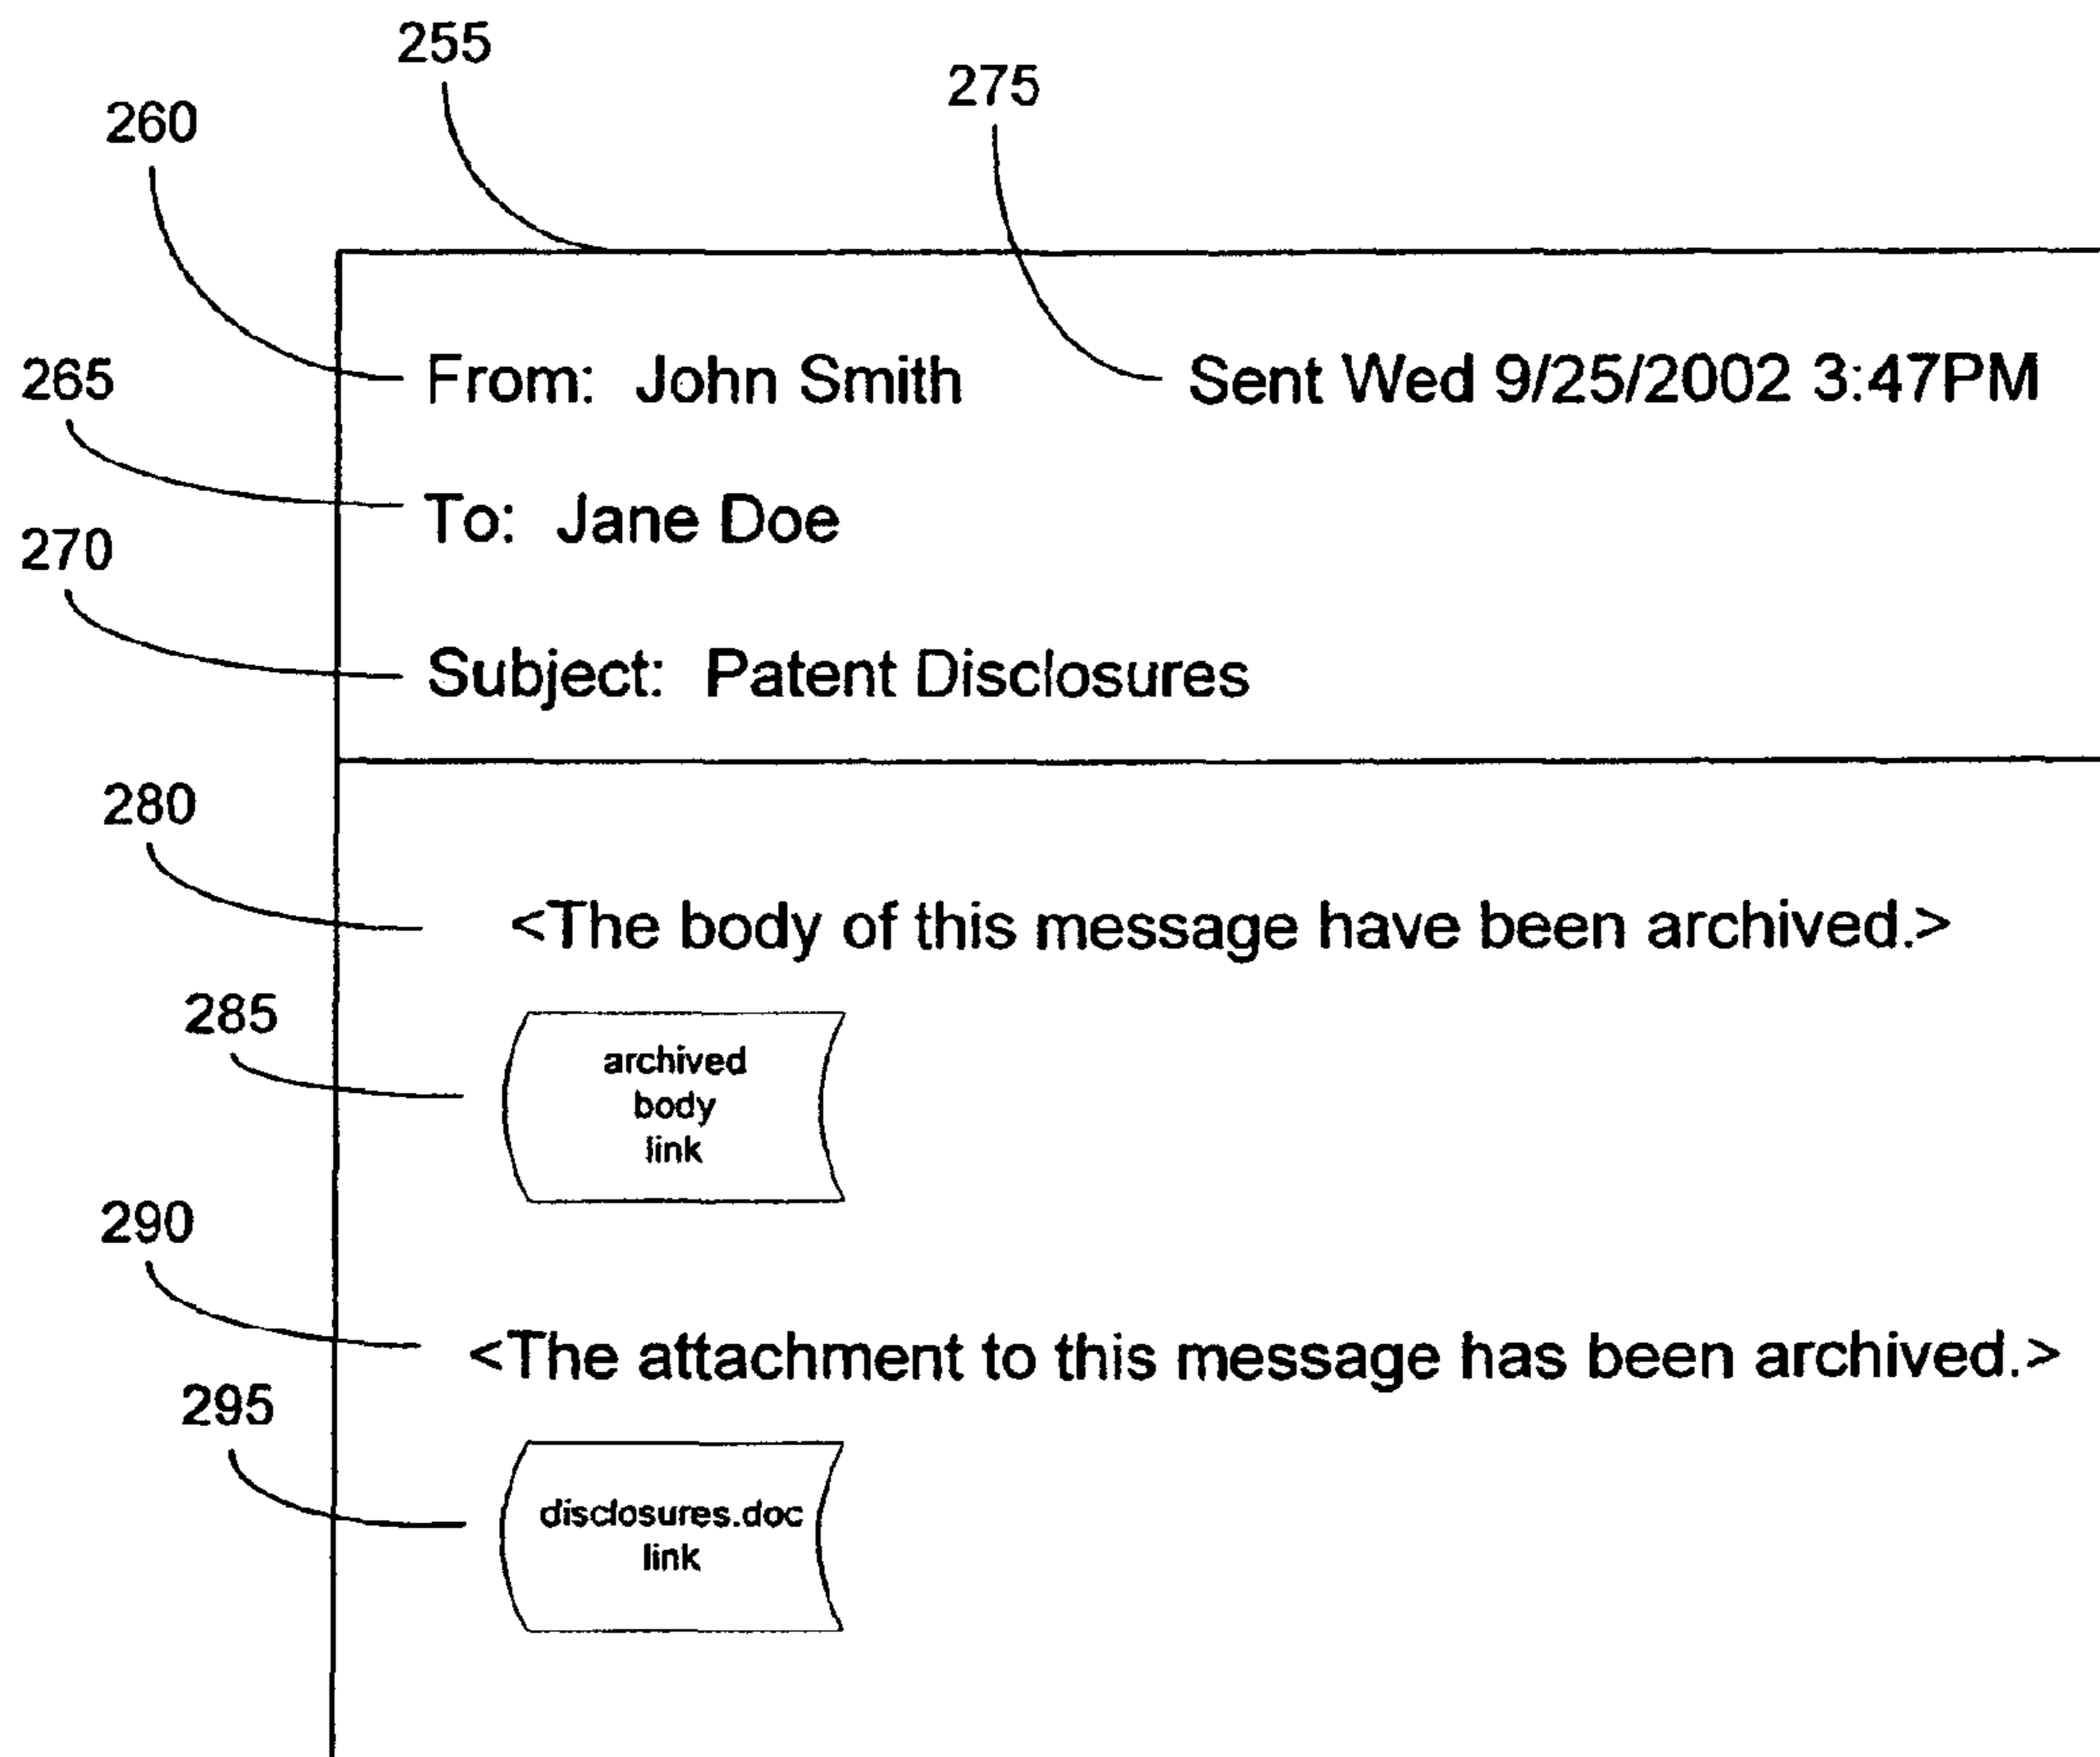 255
275
260
From: John Smith Sent Wed 9/25/2002 3:47PM
265
To: Jane Doe
270
Subject: Patent Disclosures
280
<The body of this message have been archived.>
285
archived
body
link
290
<The attachment to this message has been archived.>
295
disclosures.doc
link